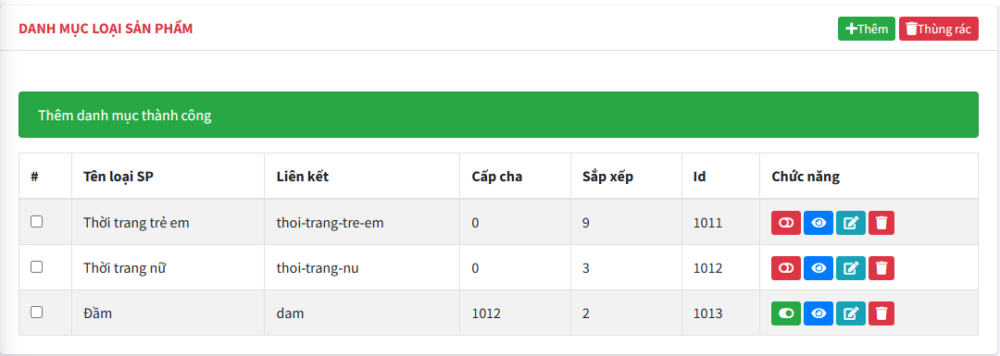 DANH MỤC LOẠI SẢN PHẨM
Thêm Thùng rác
Thêm danh mục thành công
# Tên loại SP Liên kết Cấp cha Sắp xếp Id Chức năng
Thời trang trẻ em thoi-trang-tre-em 0 9 1011
Thời trang nữ thoi-trang-nu 0 3 1012
Đầm dam 1012 2 1013